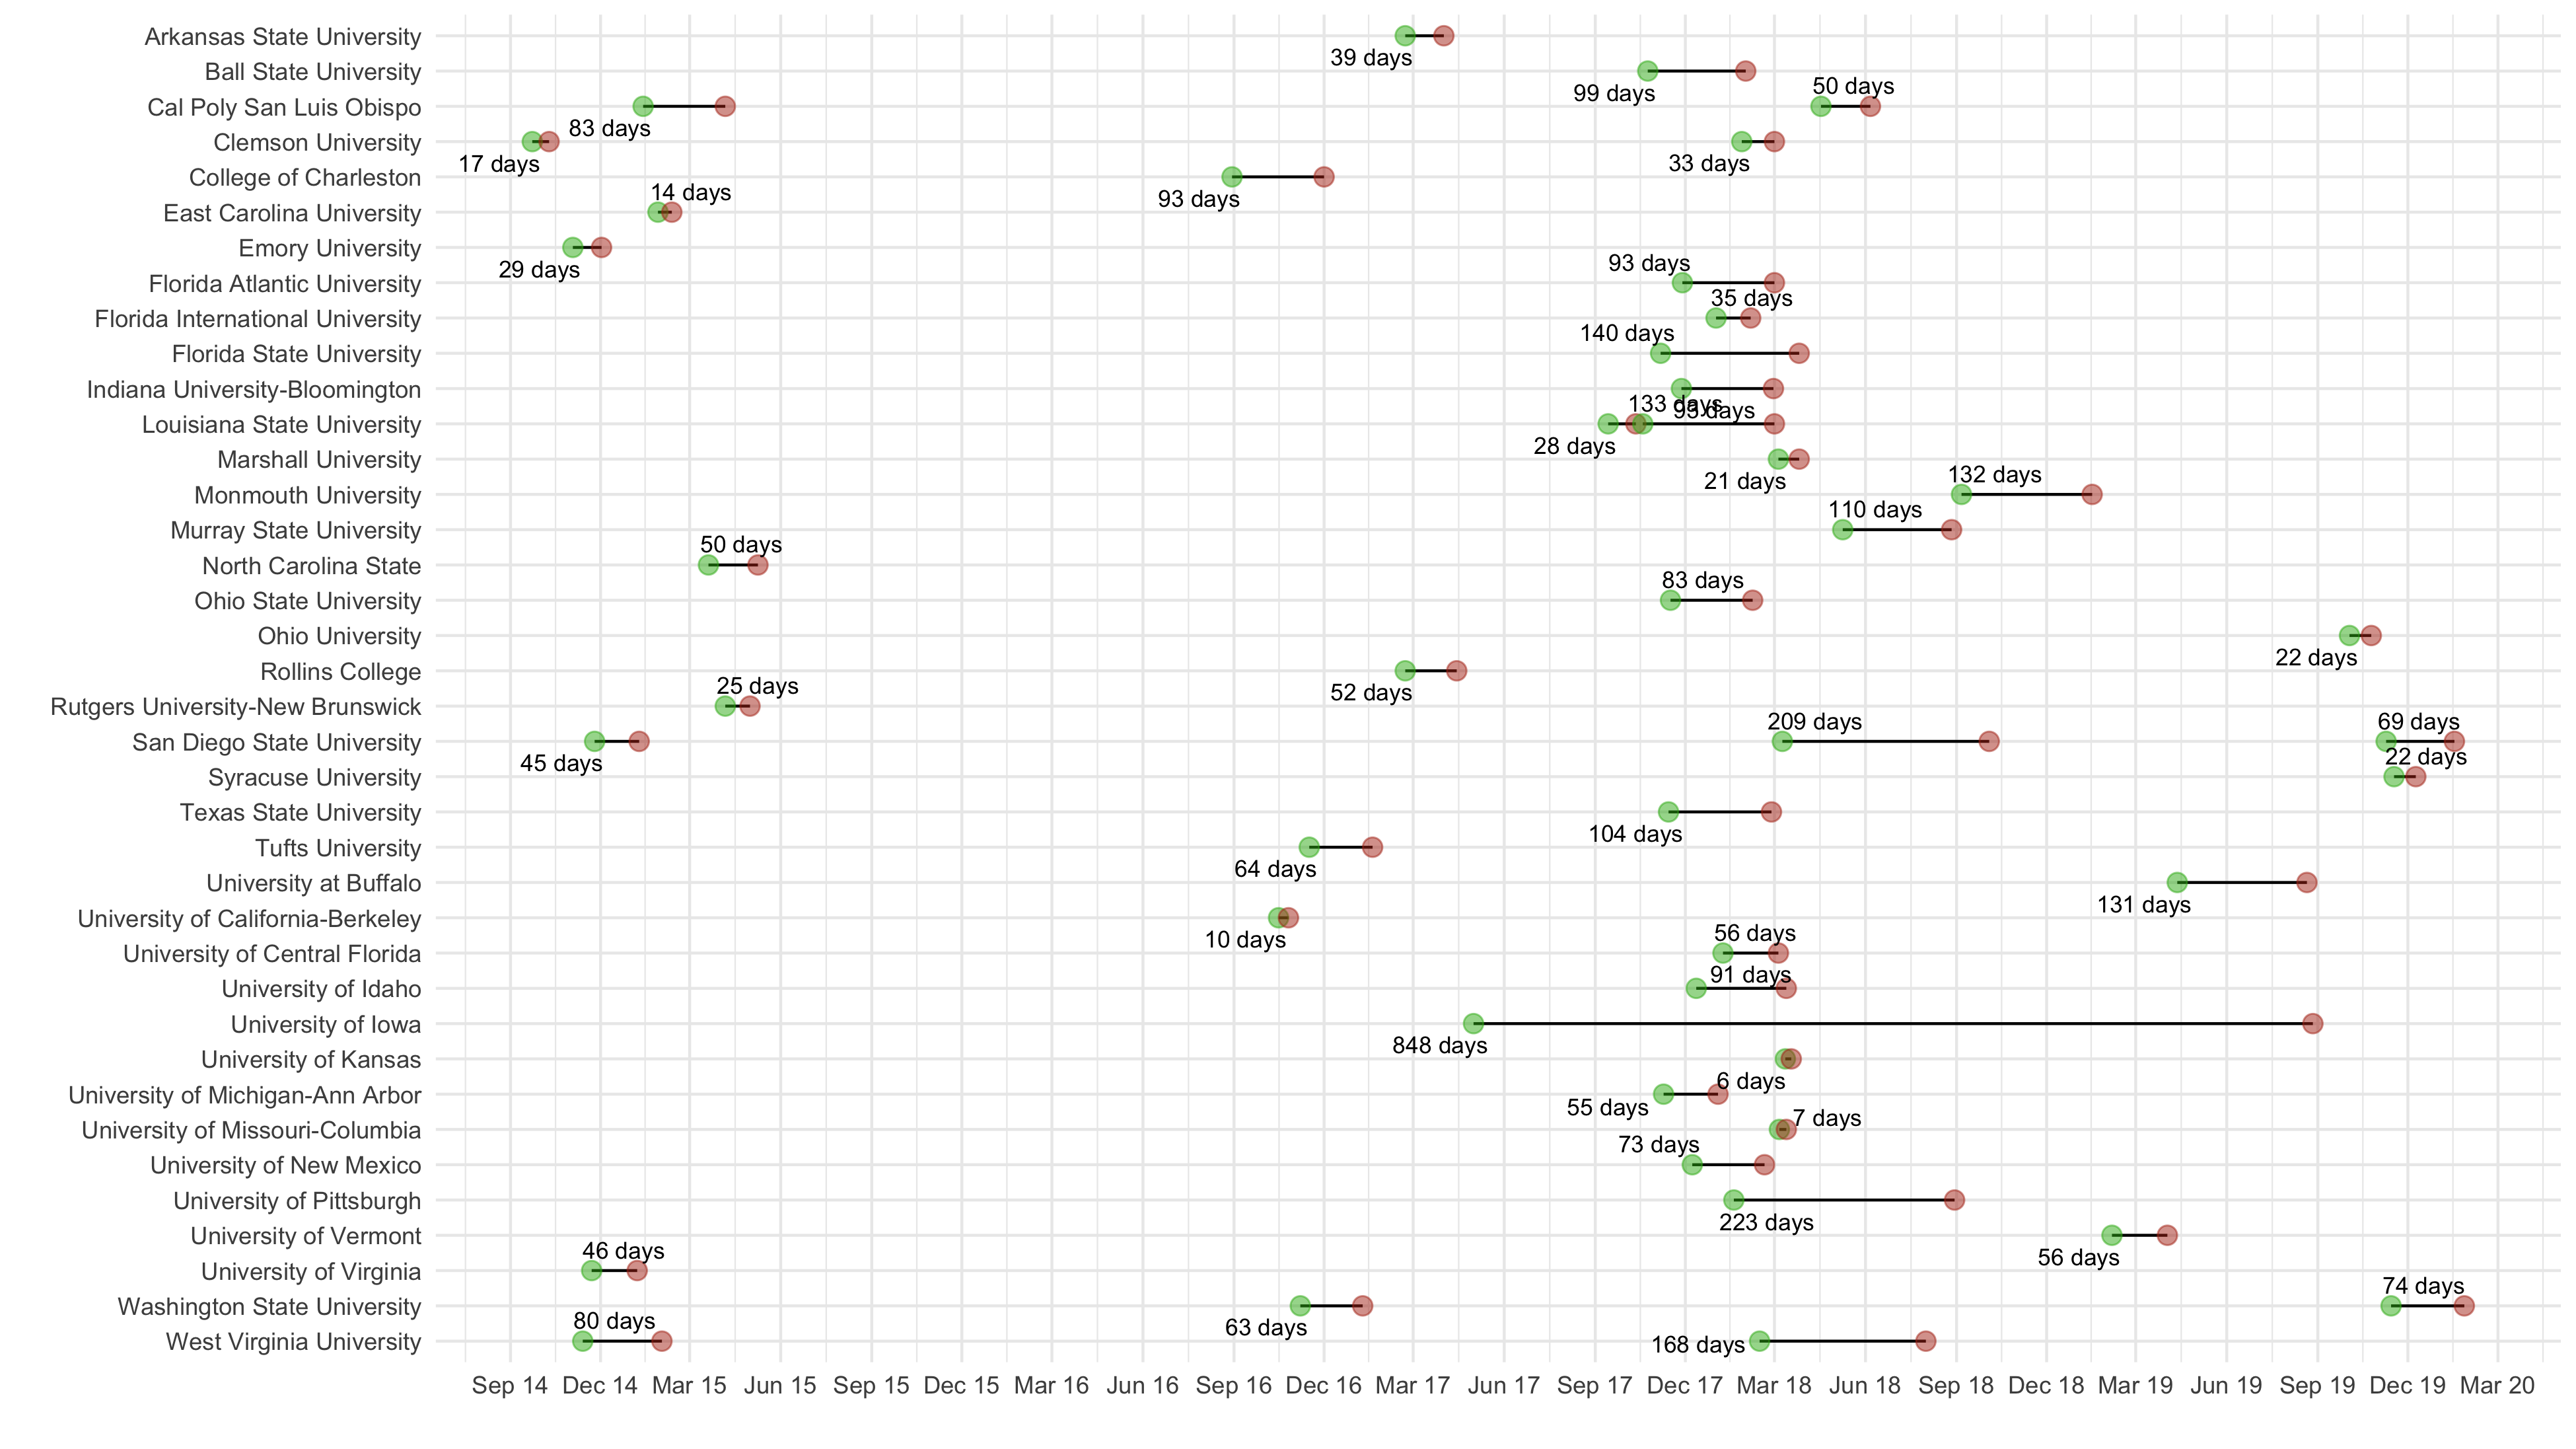 Arkansas State University
39 days
Ball State University
99 days
50 days
Cal Poly San Luis Obispo
83 days
Clemson University
17 days
33 days
College of Charleston
93 days
14 days
East Carolina University
Emory University
29 days
93 days
Florida Atlantic University
35 days
Florida International University
140 days
Florida State University
Indiana University-Bloomington
133 days
93 days
Louisiana State University
28 days
Marshall University
21 days
132 days
Monmouth University
110 days
Murray State University
50 days
North Carolina State
83 days
Ohio State University
Ohio University
22 days
Rollins College
52 days
25 days
Rutgers University-New Brunswick
209 days
69 days
San Diego State University
45 days
22 days
Syracuse University
Texas State University
104 days
Tufts University
64 days
University at Buffalo
131 days
University of California-Berkeley
10 days
56 days
University of Central Florida
91 days
University of Idaho
University of Iowa
848 days
University of Kansas
6 days
University of Michigan-Ann Arbor
55 days
7 days
University of Missouri-Columbia
73 days
University of New Mexico
University of Pittsburgh
223 days
University of Vermont
56 days
46 days
University of Virginia
74 days
Washington State University
63 days
80 days
West Virginia University
168 days
Sep 14 Dec 14 Mar 15 Jun 15 Sep 15 Dec 15 Mar 16 Jun 16 Sep 16 Dec 16 Mar 17 Jun 17 Sep 17 Dec 17 Mar 18 Jun 18 Sep 18 Dec 18 Mar 19 Jun 19 Sep 19 Dec 19 Mar 20